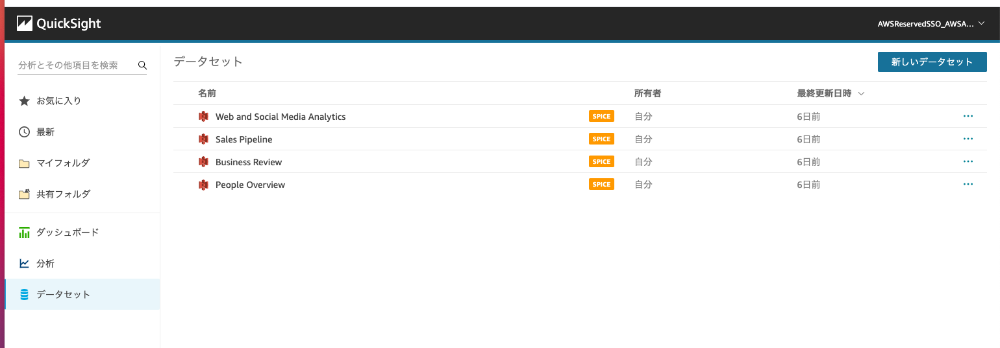 QuickSight
AWSReservedSSO_AWSA...
分析とその他項目を検索
お気に入り
最新
マイフォルダ
共有フォルダ
ダッシュボード
分析
データセット
データセット
新しいデータセット
名前 所有者 最終更新日時
Web and Social Media Analytics SPICE 自分 6日前
Sales Pipeline SPICE 自分 6日前
Business Review SPICE 自分 6日前
People Overview SPICE 自分 6日前